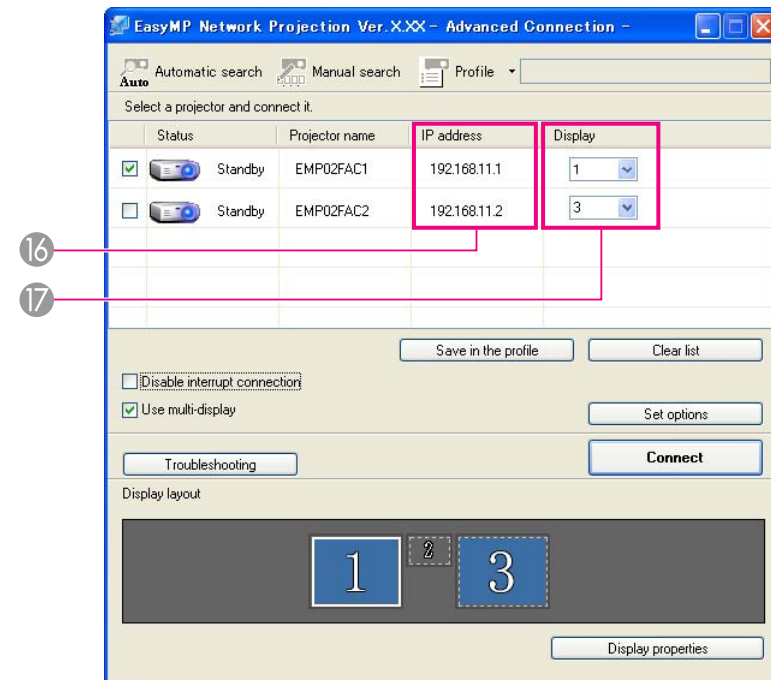 EasyMP Network Projection Ver.X.XX - Advanced Connection -
Auto Automatic search Manual search Profile
Select a projector and connect it.
Status Projector name IP address Display
Standby EMP02FAC1 192.168.11.1 1
Standby EMP02FAC2 192.168.11.2 3
16
17
Save in the profile Clear list
Disable interrupt connection
Use multi-display
Set options
Troubleshooting Connect
Display layout
1 2 3
Display properties